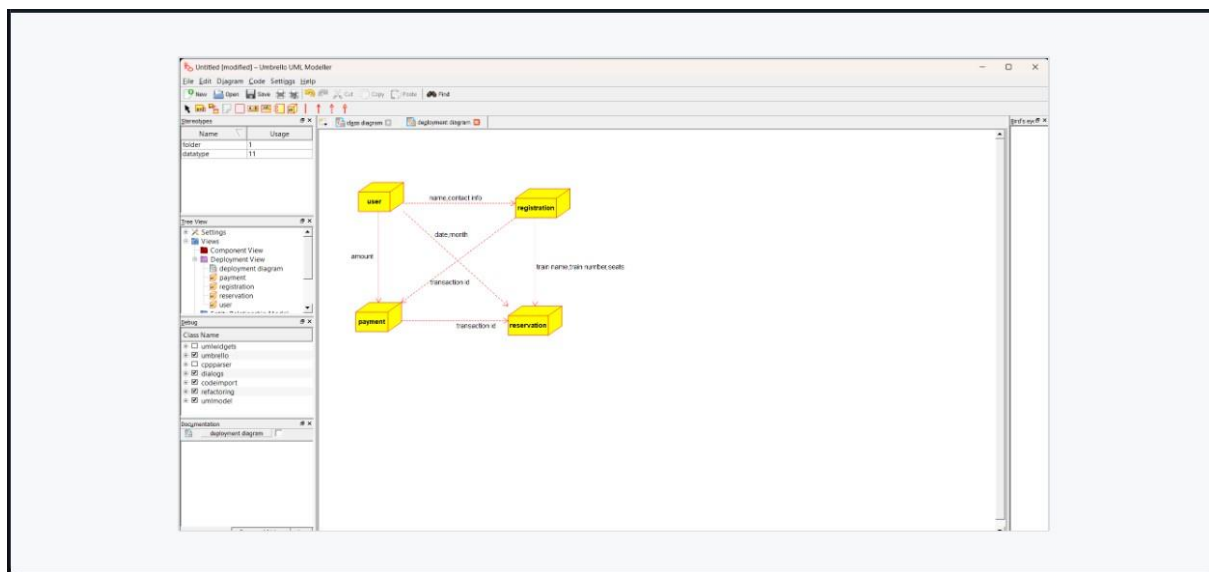 Untitled [modified] – Umbrello UML Modeller
File Edit Diagram Code Settings Help
New Open Save Cut Copy Paste Find
Stereotypes
Name Usage
folder 1
datatype 11
Tree View
Settings
Views
Component View
Deployment View
deployment diagram
payment
registration
reservation
user
Debug
Class Name
umlwidgets
umbrello
cppparser
dialogs
codeimport
refactoring
umlmodel
Documentation
deployment diagram
diagram deployment diagram
Bird's ey
user
name,contact info
registration
date,month
amount
train name,train number,seats
transaction id
payment
transaction id
reservation